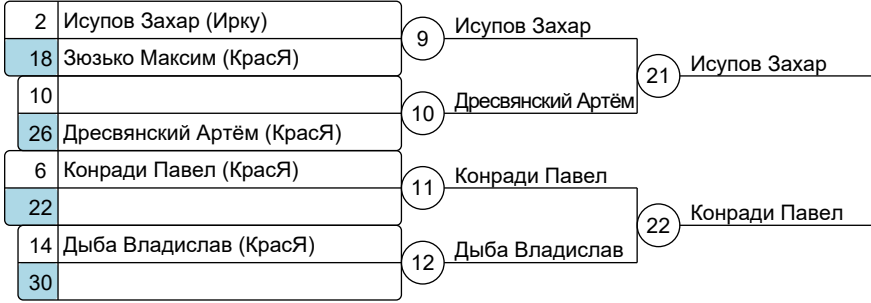 2 Исупов Захар (Ирку)
9 Исупов Захар
18 Зюзько Максим (КрасЯ)
21 Исупов Захар
10
10 Дресвянский Артём
26 Дресвянский Артём (КрасЯ)
6 Конради Павел (КрасЯ)
11 Конради Павел
22
22 Конради Павел
14 Дыба Владислав (КрасЯ)
12 Дыба Владислав
30